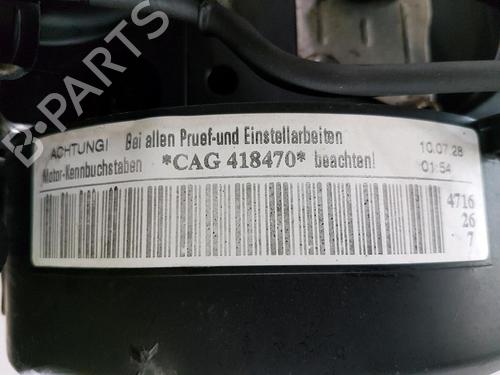 B-PARTS
ACHTUNG! Bei allen Pruef-und Einstellarbeiten 10.07.28
Motor-Kennbuchstaben *CAG 418470* beachten! 01:54
4716
26
7